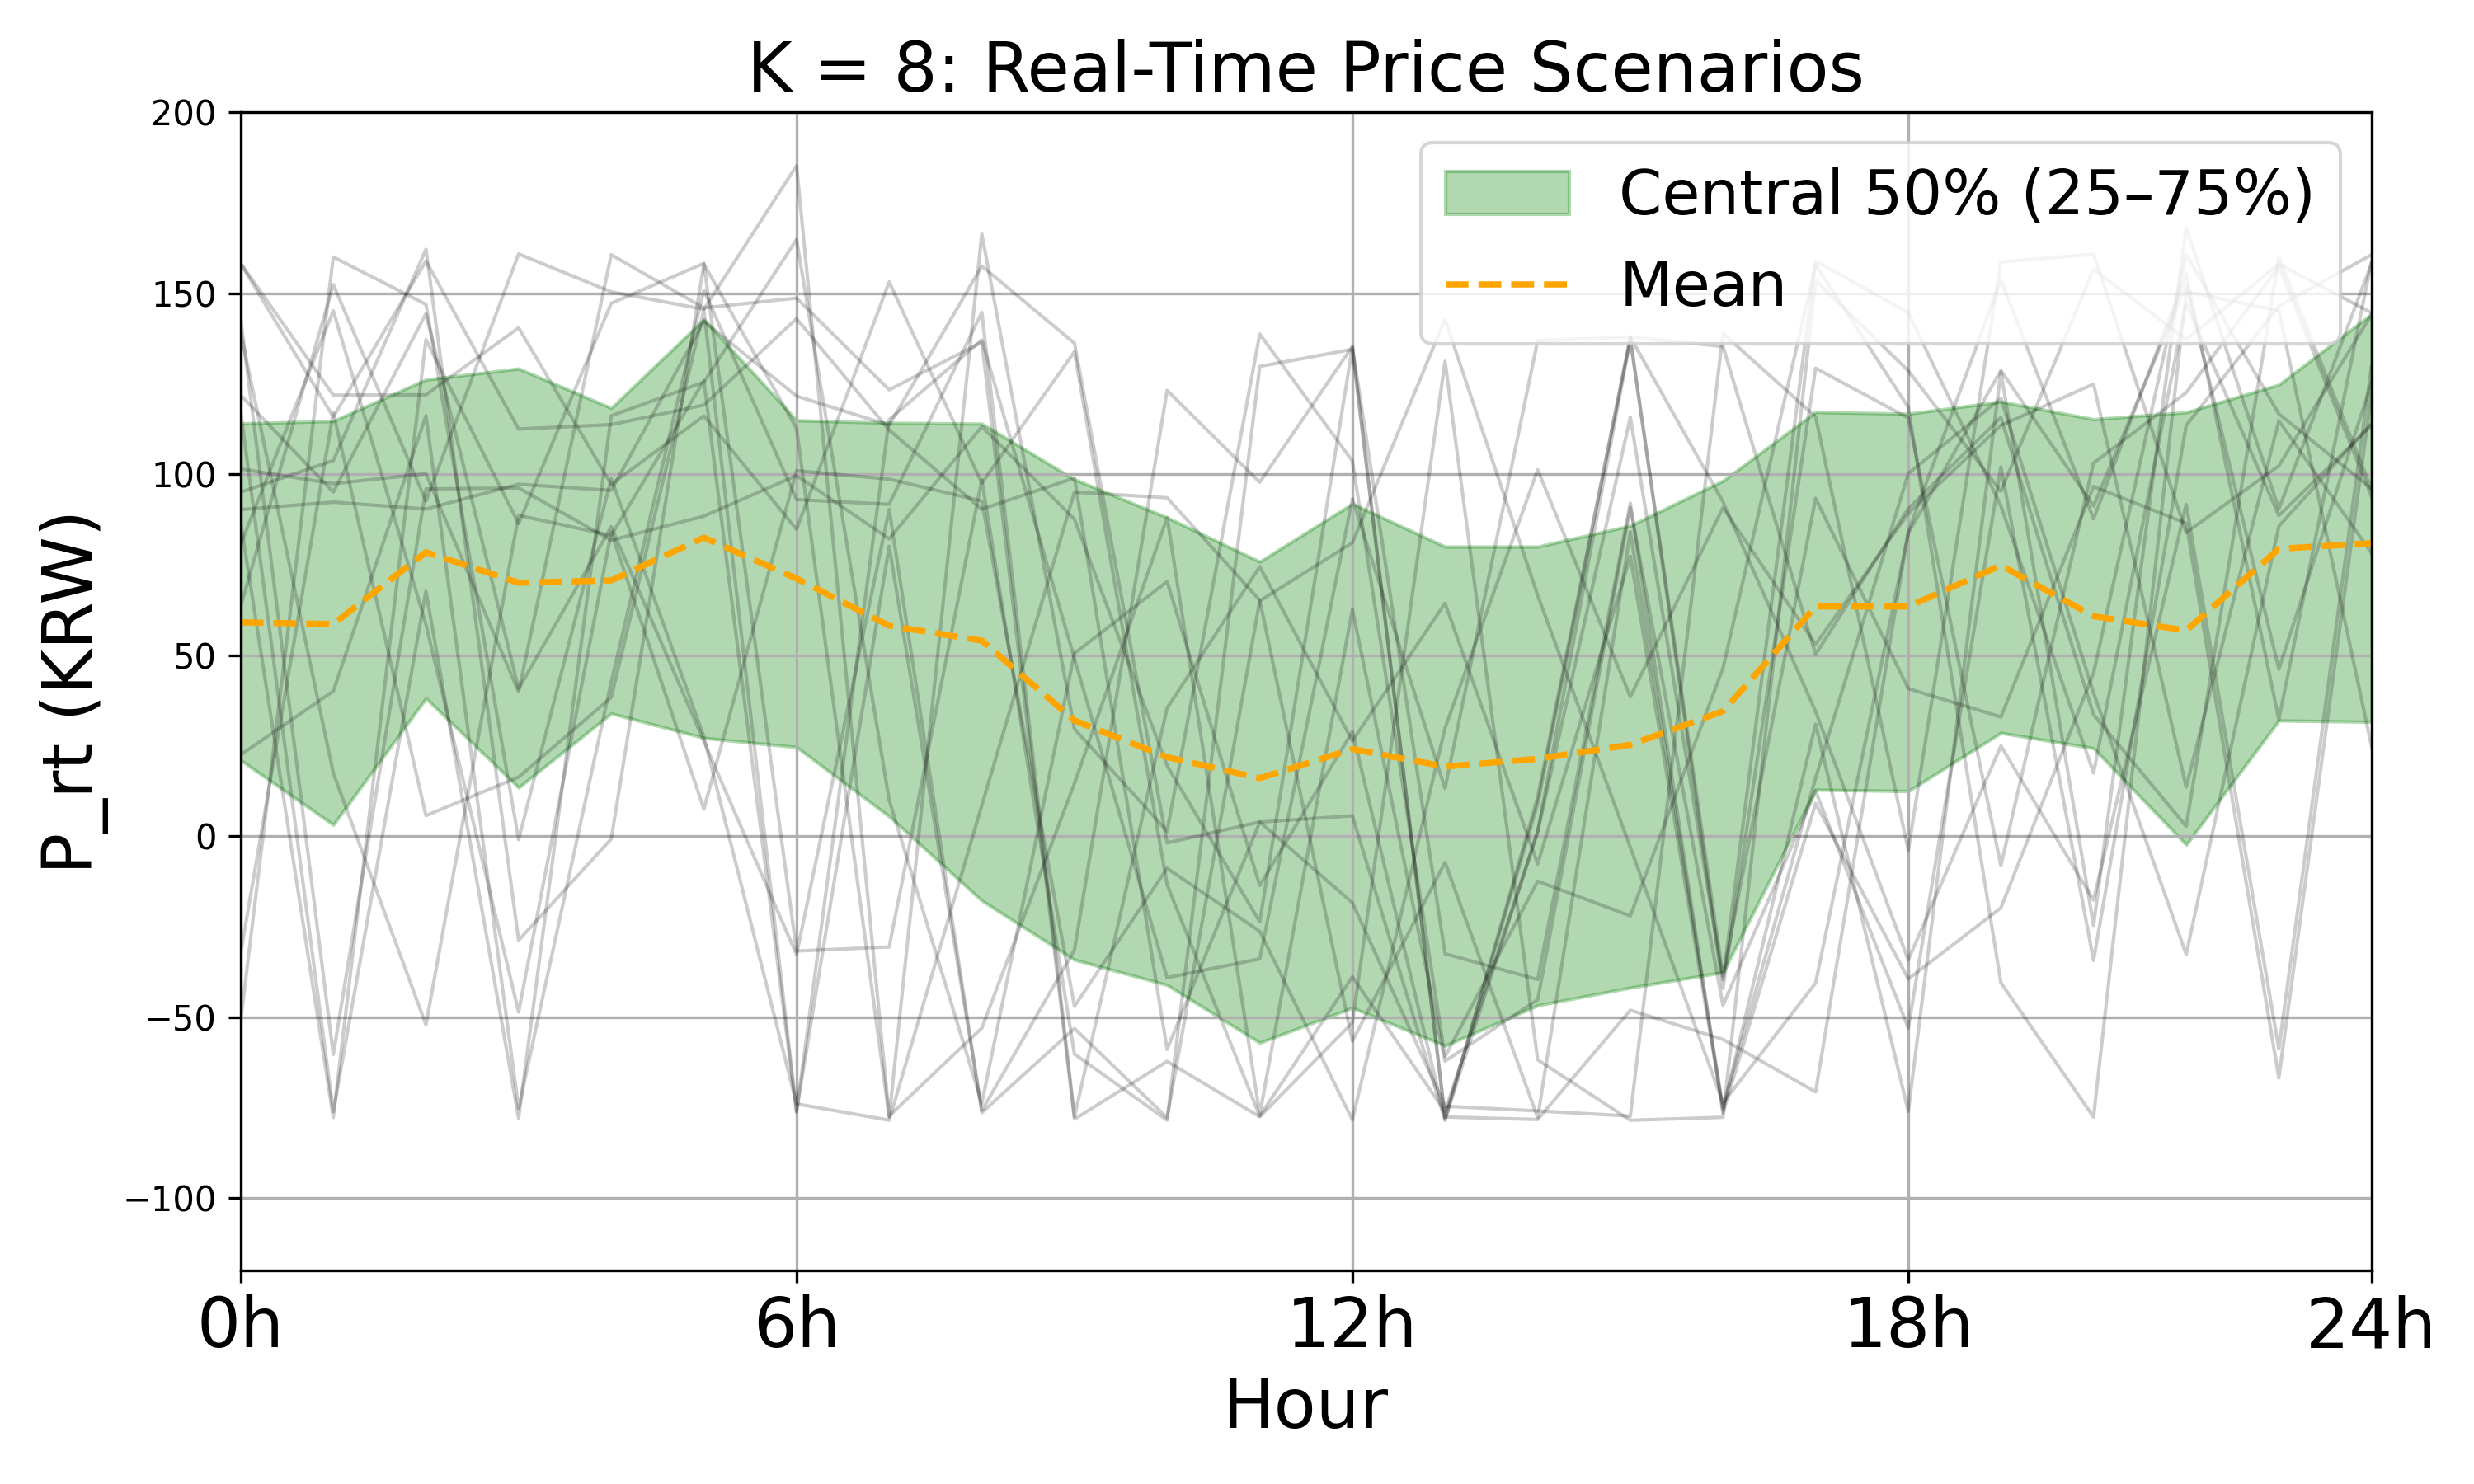 K = 8: Real-Time Price Scenarios
200
150
100
50
0
−50
−100
P_rt (KRW)
Central 50% (25–75%)
Mean
0h
6h
12h
18h
24h
Hour